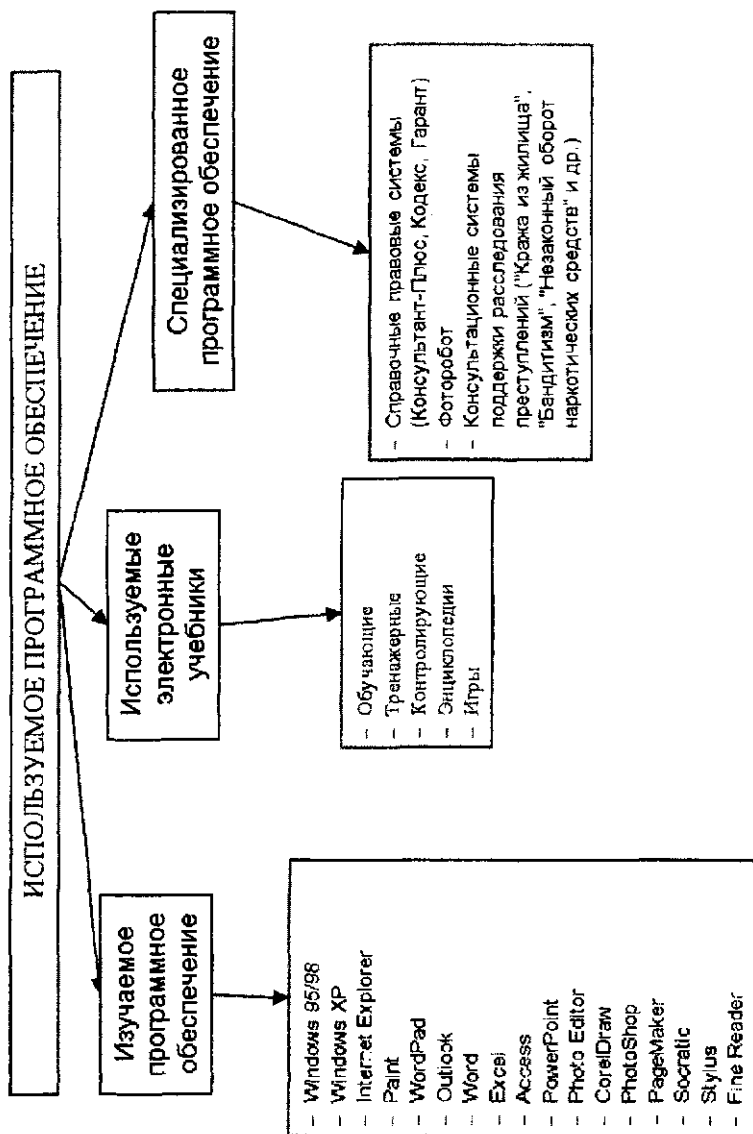 ИСПОЛЬЗУЕМОЕ ПРОГРАММНОЕ ОБЕСПЕЧЕНИЕ
Изучаемое
программное
обеспечение
– Windows 95/98
– Windows XP
– Internet Explorer
– Paint
– WordPad
– Outlook
– Word
– Excel
– Access
– PowerPoint
– Photo Editor
– CorelDraw
– PhotoShop
– PageMaker
– Socratic
– Stylus
– Fine Reader
Используемые
электронные
учебники
– Обучающие
– Тренажерные
– Контролирующие
– Энциклопедии
– Игры
Специализированное
программное обеспечение
– Справочные правовые системы
(Консультант-Плюс, Кодекс, Гарант)
– Фоторобот
– Консультационные системы
поддержки расследования
преступлений ("Кража из жилища",
"Бандитизм", "Незаконный оборот
наркотических средств" и др.)